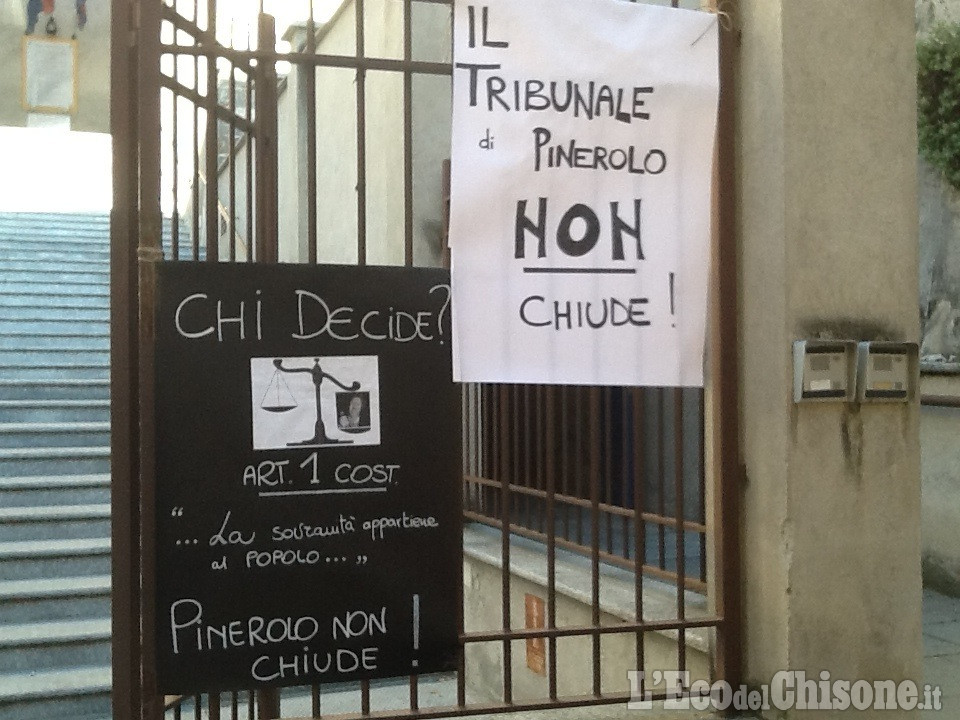 IL
TRIBUNALE
di PINEROLO
NON
CHIUDE!
CHI DECIDE?
ART. 1 COST.
“... La sovranità appartiene
al POPOLO...„
PINEROLO NON
CHIUDE!
L'EcodelChisone.it